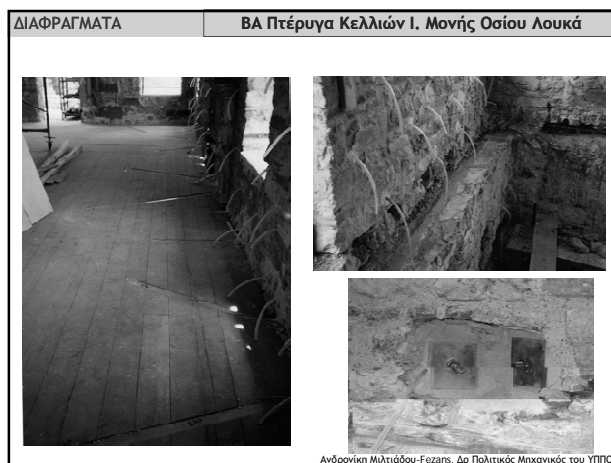 ΔΙΑΦΡΑΓΜΑΤΑ
ΒΑ Πτέρυγα Κελλιών Ι. Μονής Οσίου Λουκά
Ανδρονίκη Μιλτιάδου-Fezans, Δρ Πολιτικός Μηχανικός του ΥΠΠΟ